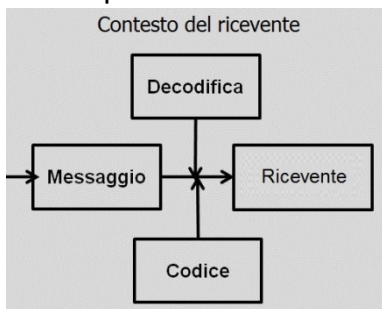 Contesto del ricevente
Decodifica
Messaggio
Ricevente
Codice